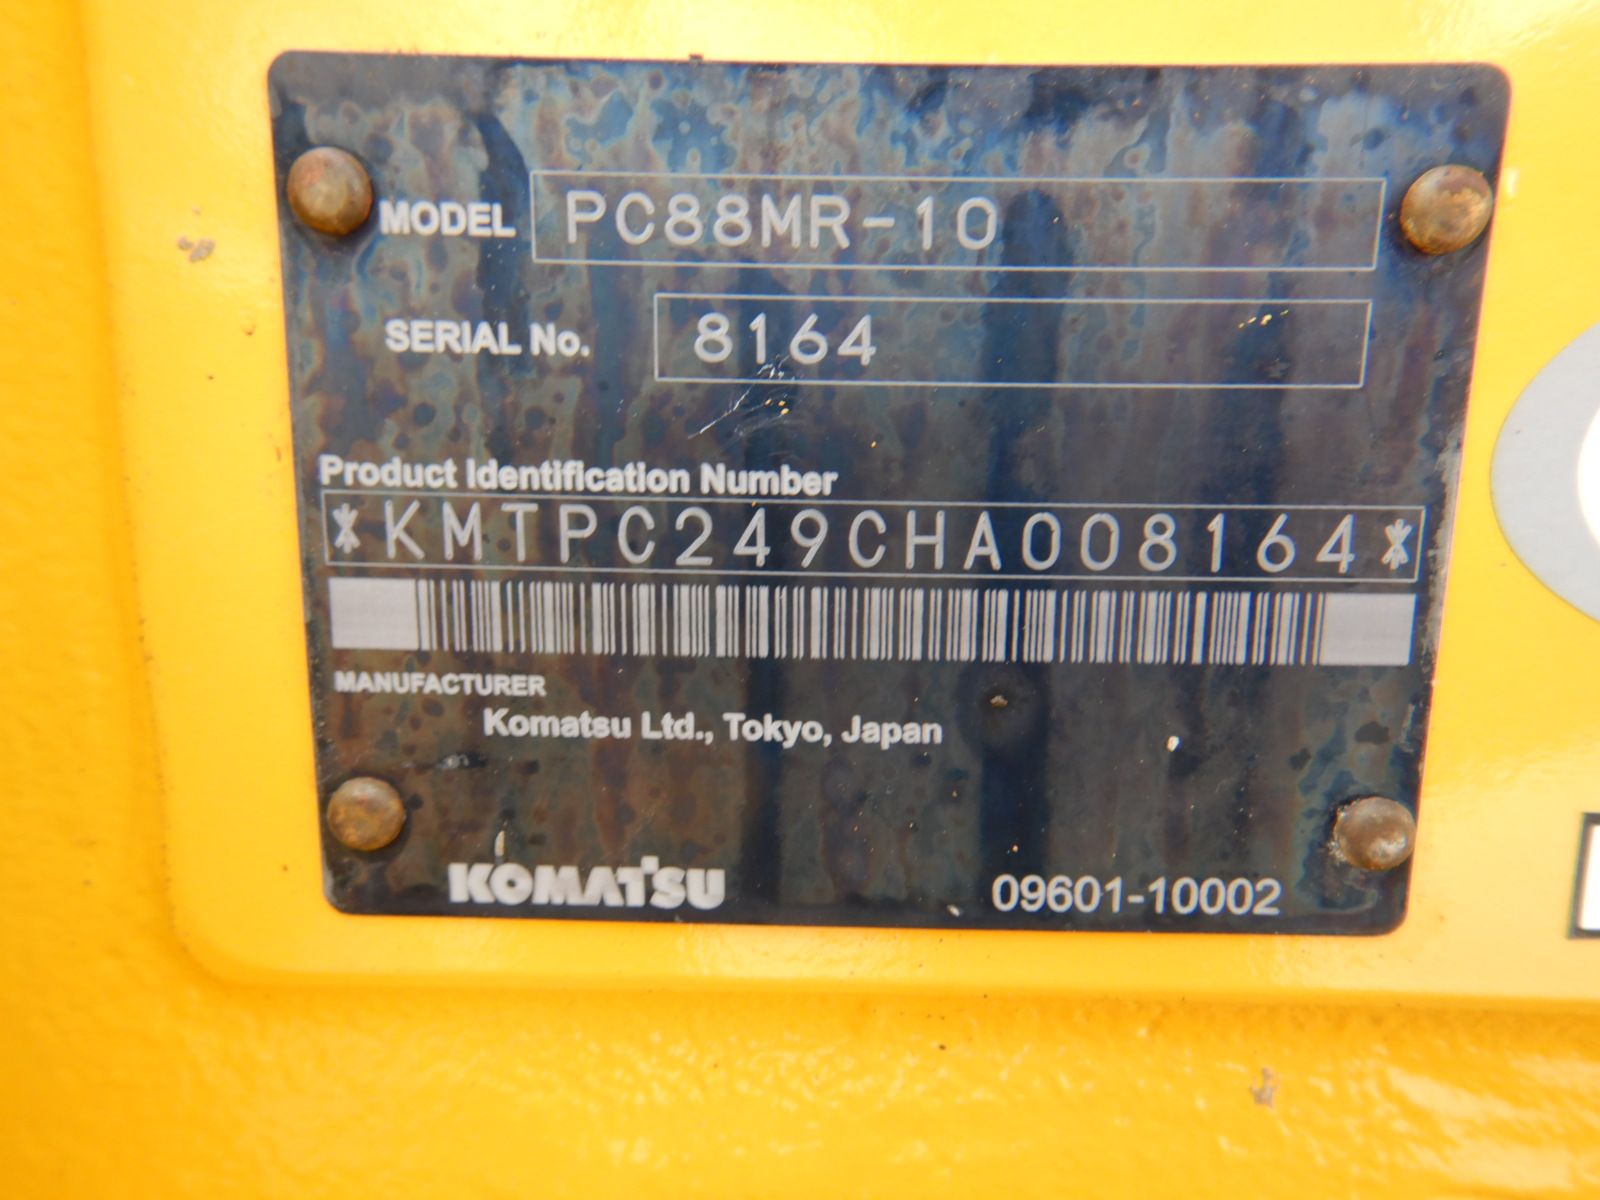 MODEL PC88MR-10
SERIAL No. 8164
Product Identification Number
*KMTPC249CHA008164*
MANUFACTURER
Komatsu Ltd., Tokyo, Japan
KOMATSU 09601-10002